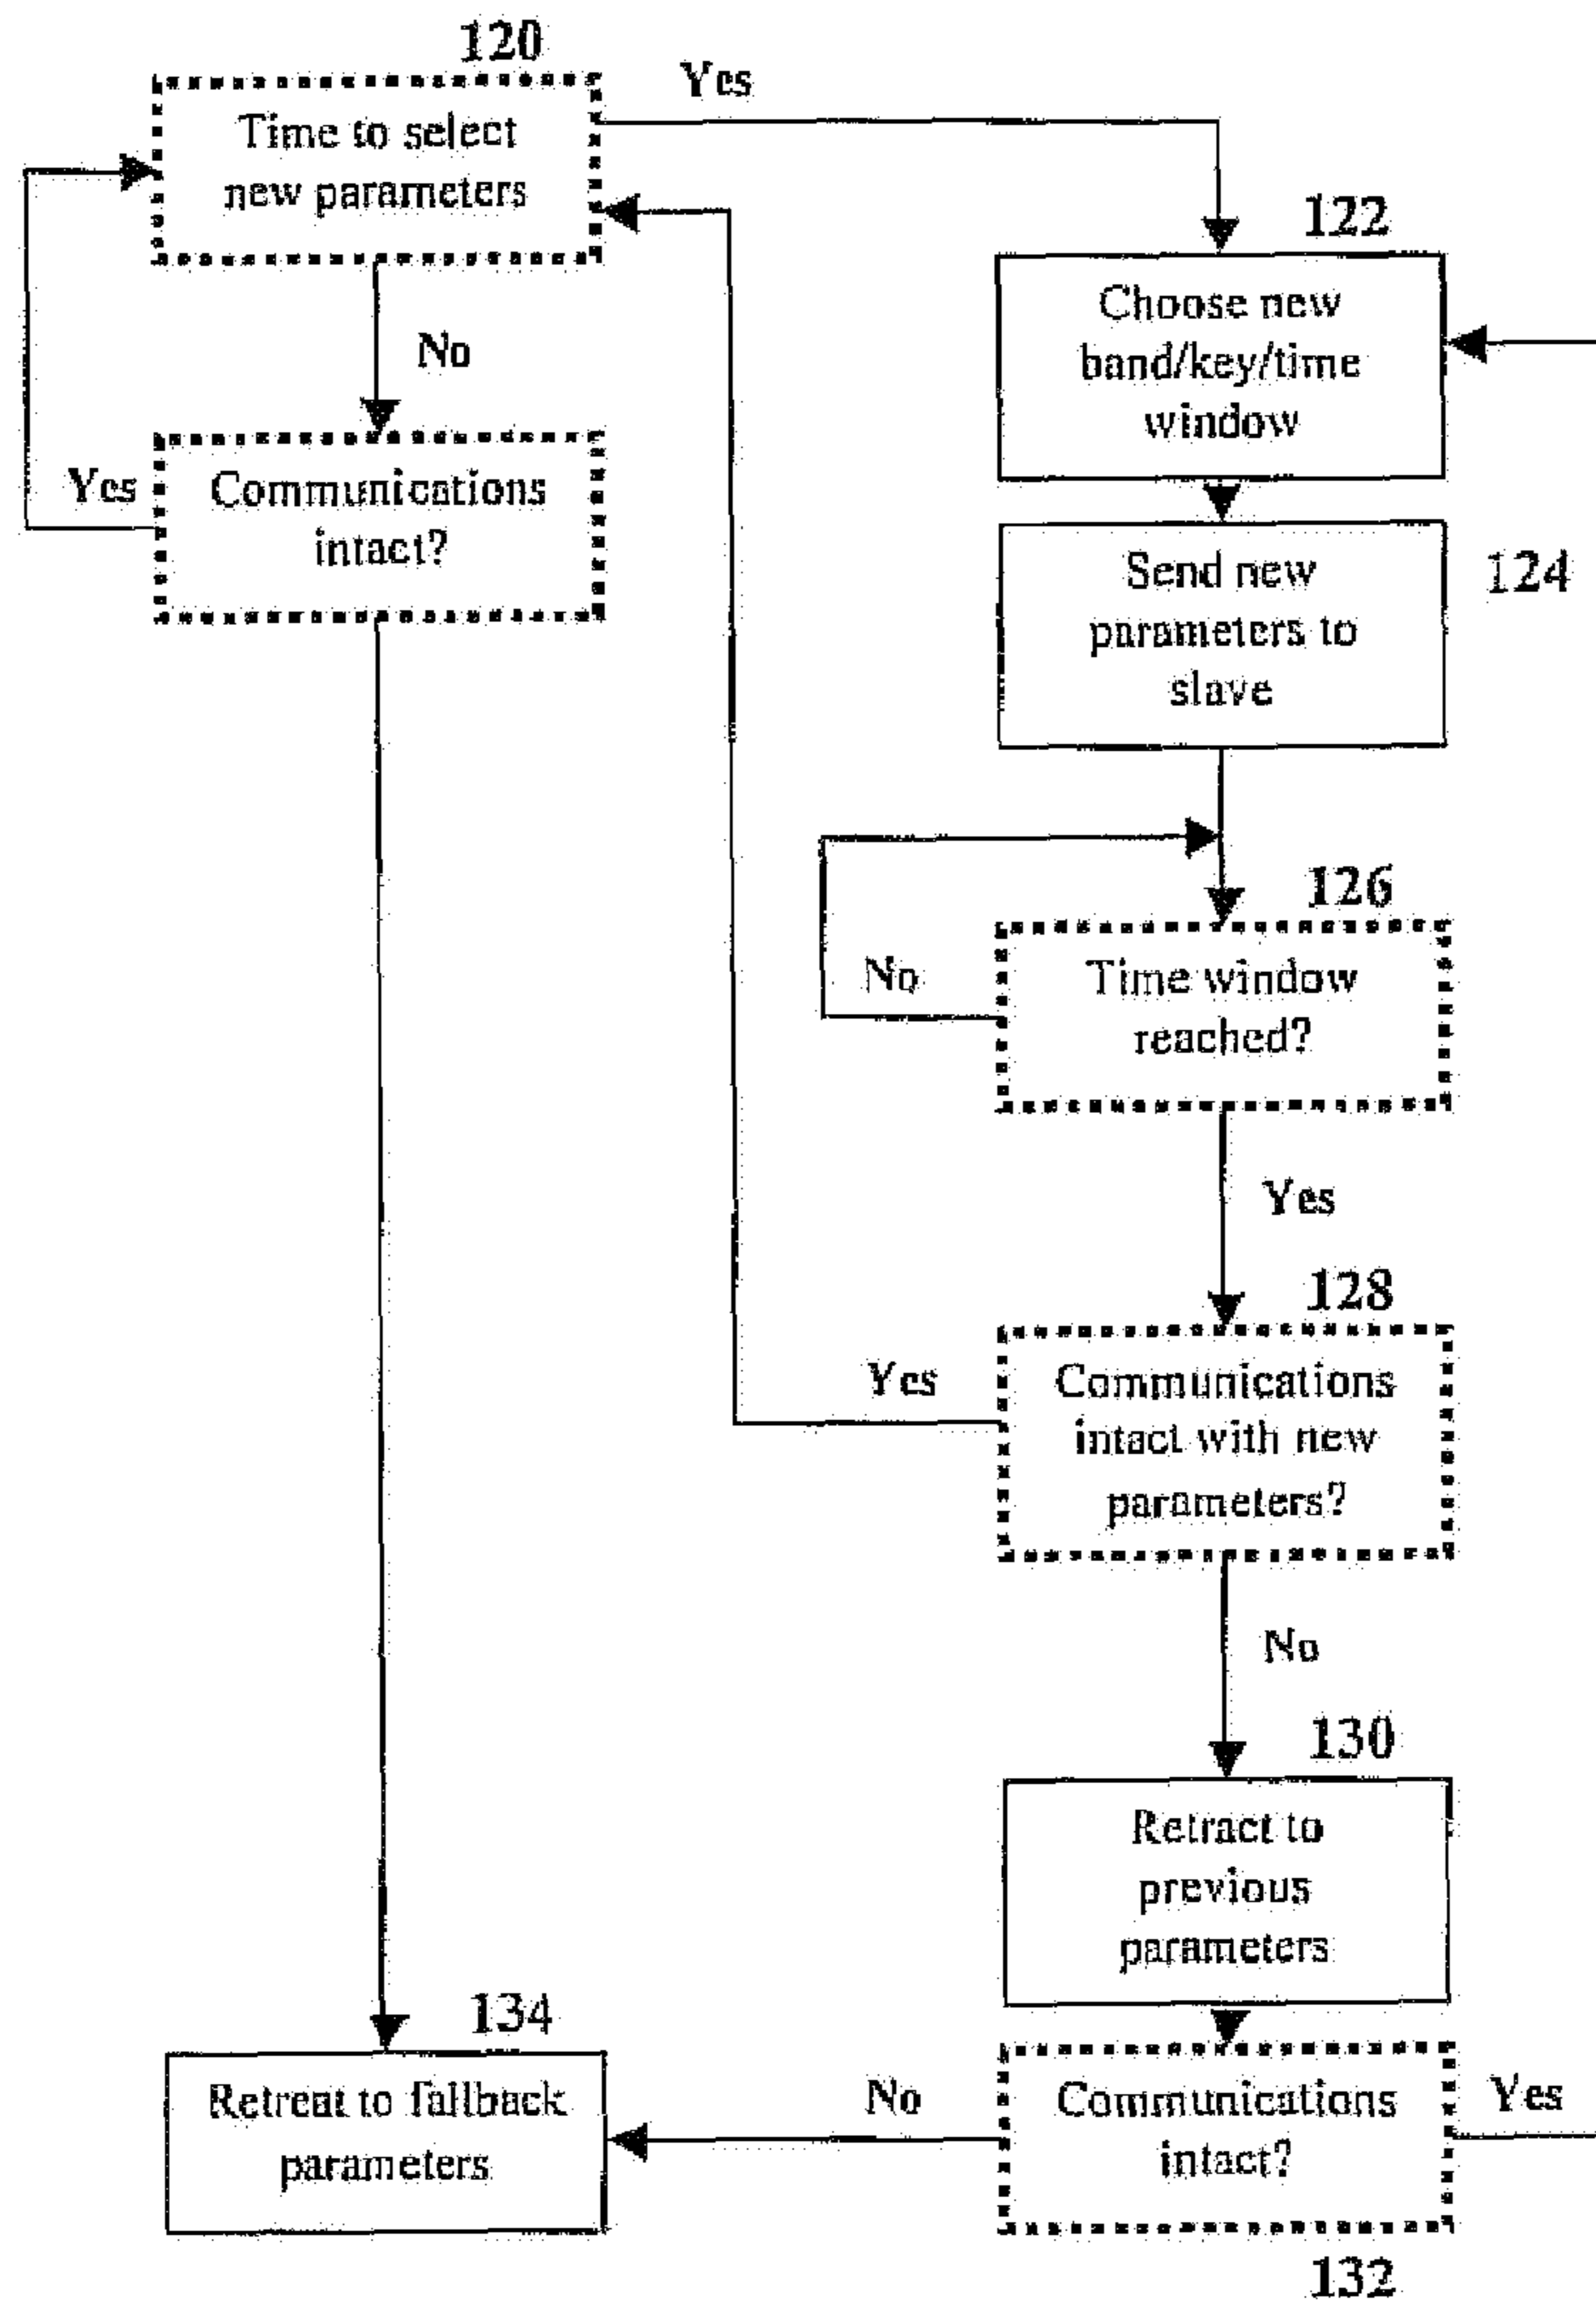 120
Time to select
new parameters
Yes
No
Communications
intact?
Yes
122
Choose new
band/key/time
window
Send new
parameters to
slave
124
126
Time window
reached?
No
Yes
128
Communications
intact with new
parameters?
Yes
No
130
Retract to
previous
parameters
134
Retreat to fallback
parameters
No
Communications
intact?
Yes
132